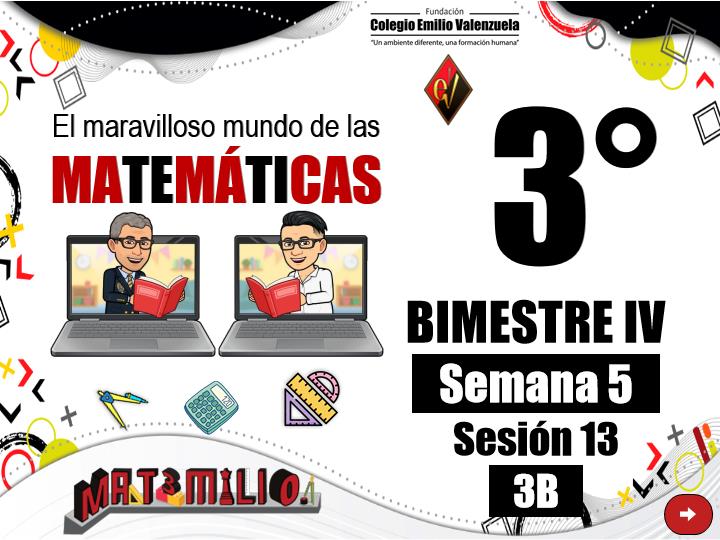 Fundación
Colegio Emilio Valenzuela
"Un ambiente diferente, una formación humana"
El maravilloso mundo de las
MATEMÁTICAS
3°
BIMESTRE IV
Semana 5
Sesión 13
3B
MAT3MILIO.